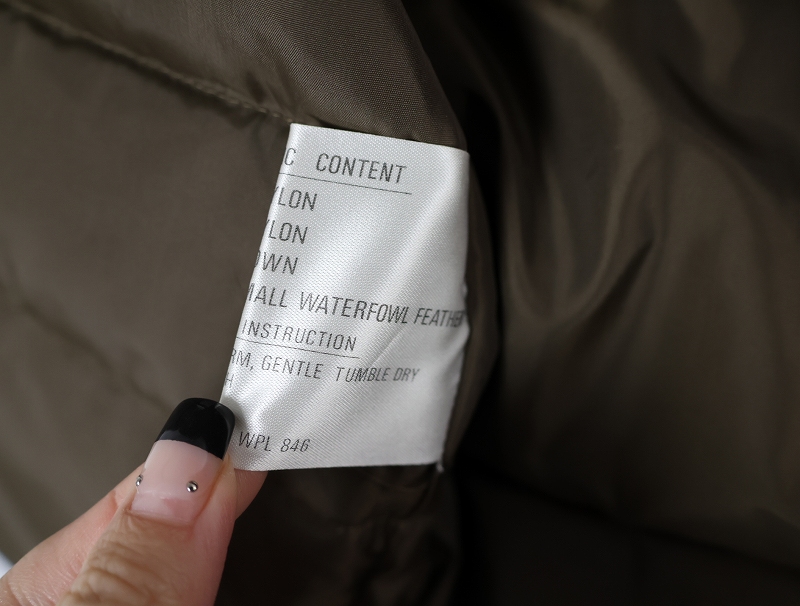 C CONTENT
YLON
YLON
OWN
MALL WATERFOWL FEATHER
INSTRUCTION
RM, GENTLE TUMBLE DRY
H
WPL 846